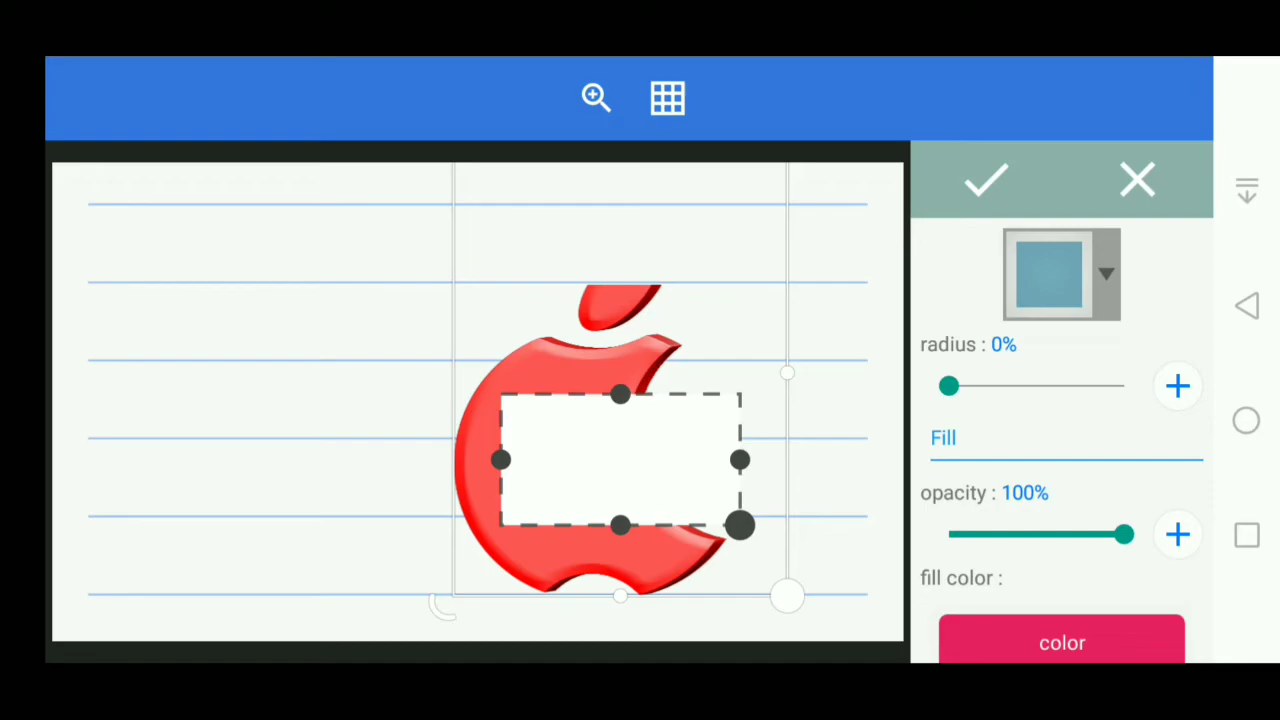 radius : 0%
Fill
opacity : 100%
fill color :
color